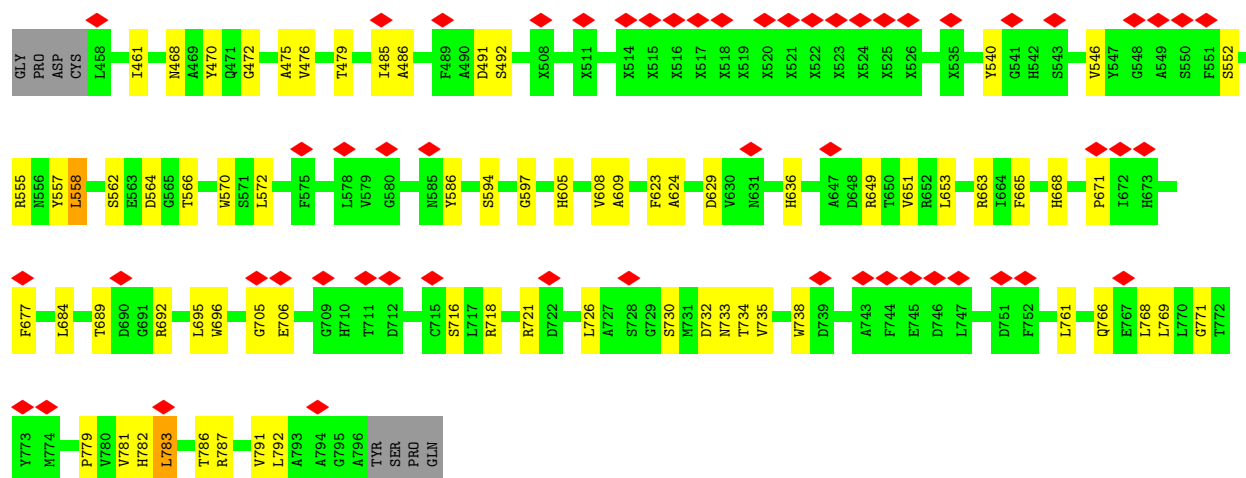 GLY PRO ASP CYS L458 I461 N468 A469 Y470 Q471 G472 A475 V476 T479 I485 A486 F489 A490 D491 S492 X508 X511 X514 X515 X516 X517 X518 X519 X520 X521 X522 X523 X524 X525 X526 X535 Y540 G541 H542 S543 V546 Y547 G548 A549 S550 F551 S552
R555 N556 Y557 L558 S562 E563 D564 G565 T566 W570 S571 L572 F575 L578 V579 G580 N585 Y586 S594 G597 H605 V608 A609 F623 A624 D629 V630 N631 H636 A647 D648 R649 T650 V651 R652 L653 R663 I664 F665 H668 P671 I672 H673
F677 L684 T689 D690 G691 R692 L695 W696 G705 E706 G709 H710 T711 D712 C715 S716 L717 R718 R721 D722 L726 A727 S728 G729 S730 M731 D732 N733 T734 V735 W738 D739 A743 F744 E745 D746 L747 D751 F752 L761 Q766 E767 L768 L769 L770 G771 T772
Y773 M774 P779 V780 V781 H782 L783 T786 R787 V791 L792 A793 A794 G795 A796 TYR SER PRO GLN